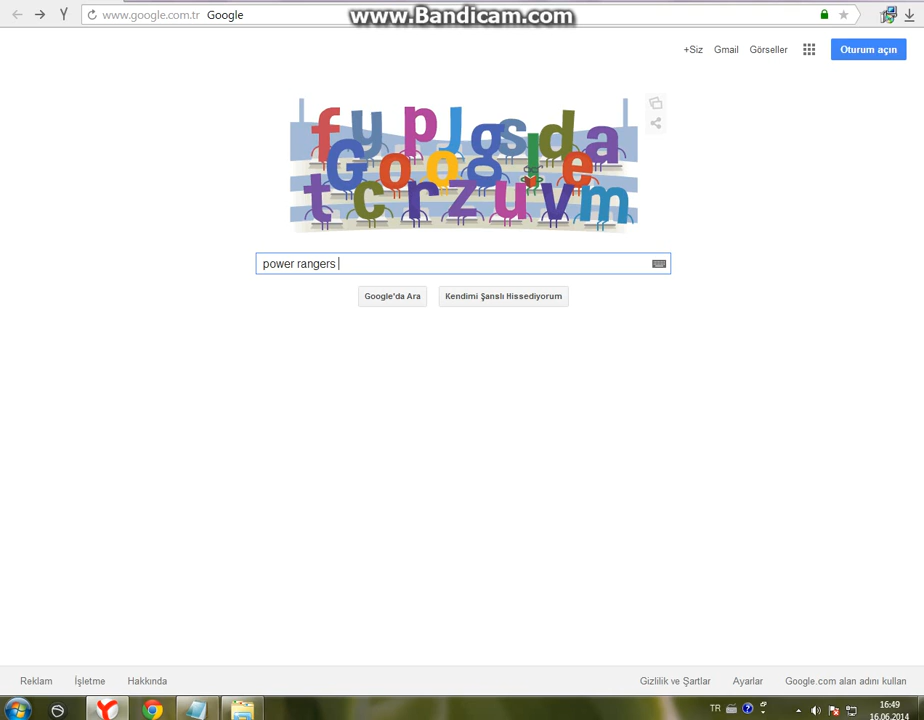 www.Bandicam.com
Y www.google.com.tr Google
+Siz Gmail Görseller Oturum açın
f y p J g s l d a
G o o g e
t c r z u v m
power rangers
Google'da Ara Kendimi Şanslı Hissediyorum
Reklam İşletme Hakkında Gizlilik ve Şartlar Ayarlar Google.com alan adını kullan
TR 16:49
16.06.2014